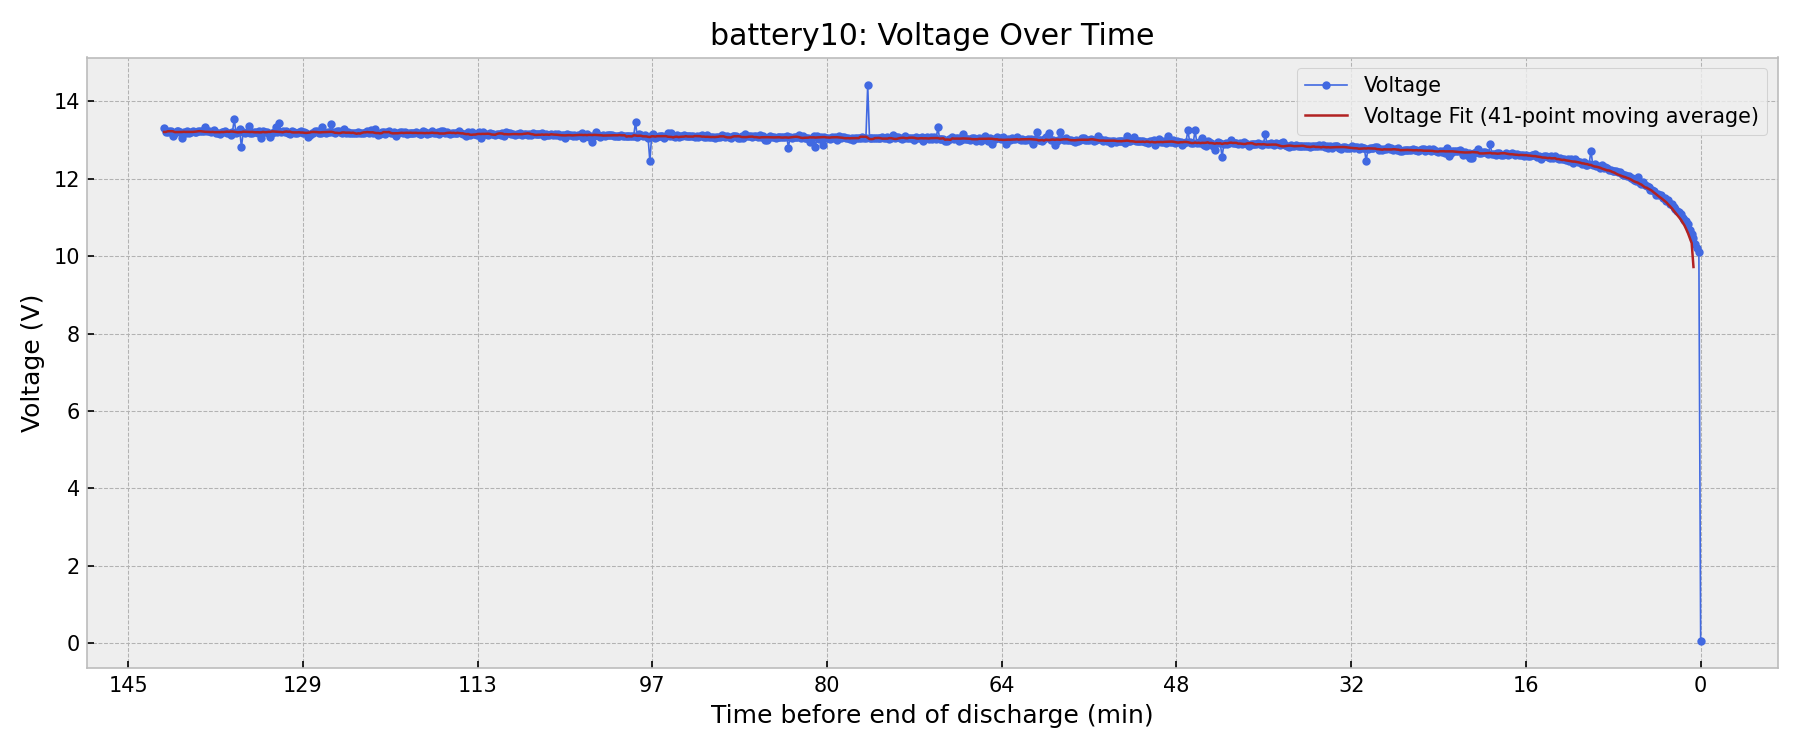 battery10: Voltage Over Time
Voltage
Voltage Fit (41-point moving average)
Voltage (V)
14
12
10
8
6
4
2
0
145 129 113 97 80 64 48 32 16 0
Time before end of discharge (min)